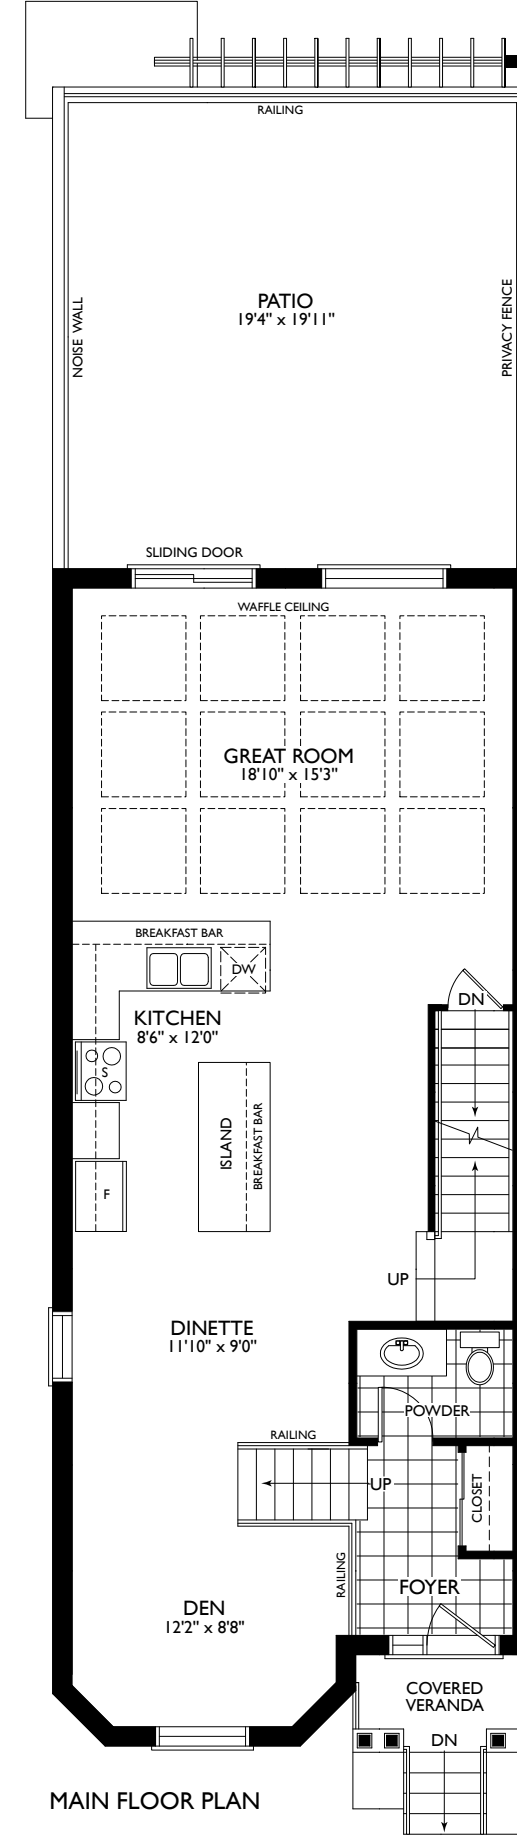 RAILING
NOISE WALL
PATIO
19'4" x 19'11"
PRIVACY FENCE
SLIDING DOOR
WAFFLE CEILING
GREAT ROOM
18'10" x 15'3"
BREAKFAST BAR
DW
DN
KITCHEN
8'6" x 12'0"
S
ISLAND
BREAKFAST BAR
F
UP
DINETTE
11'10" x 9'0"
POWDER
RAILING
UP
CLOSET
RAILING
FOYER
DEN
12'2" x 8'8"
COVERED
VERANDA
DN
MAIN FLOOR PLAN